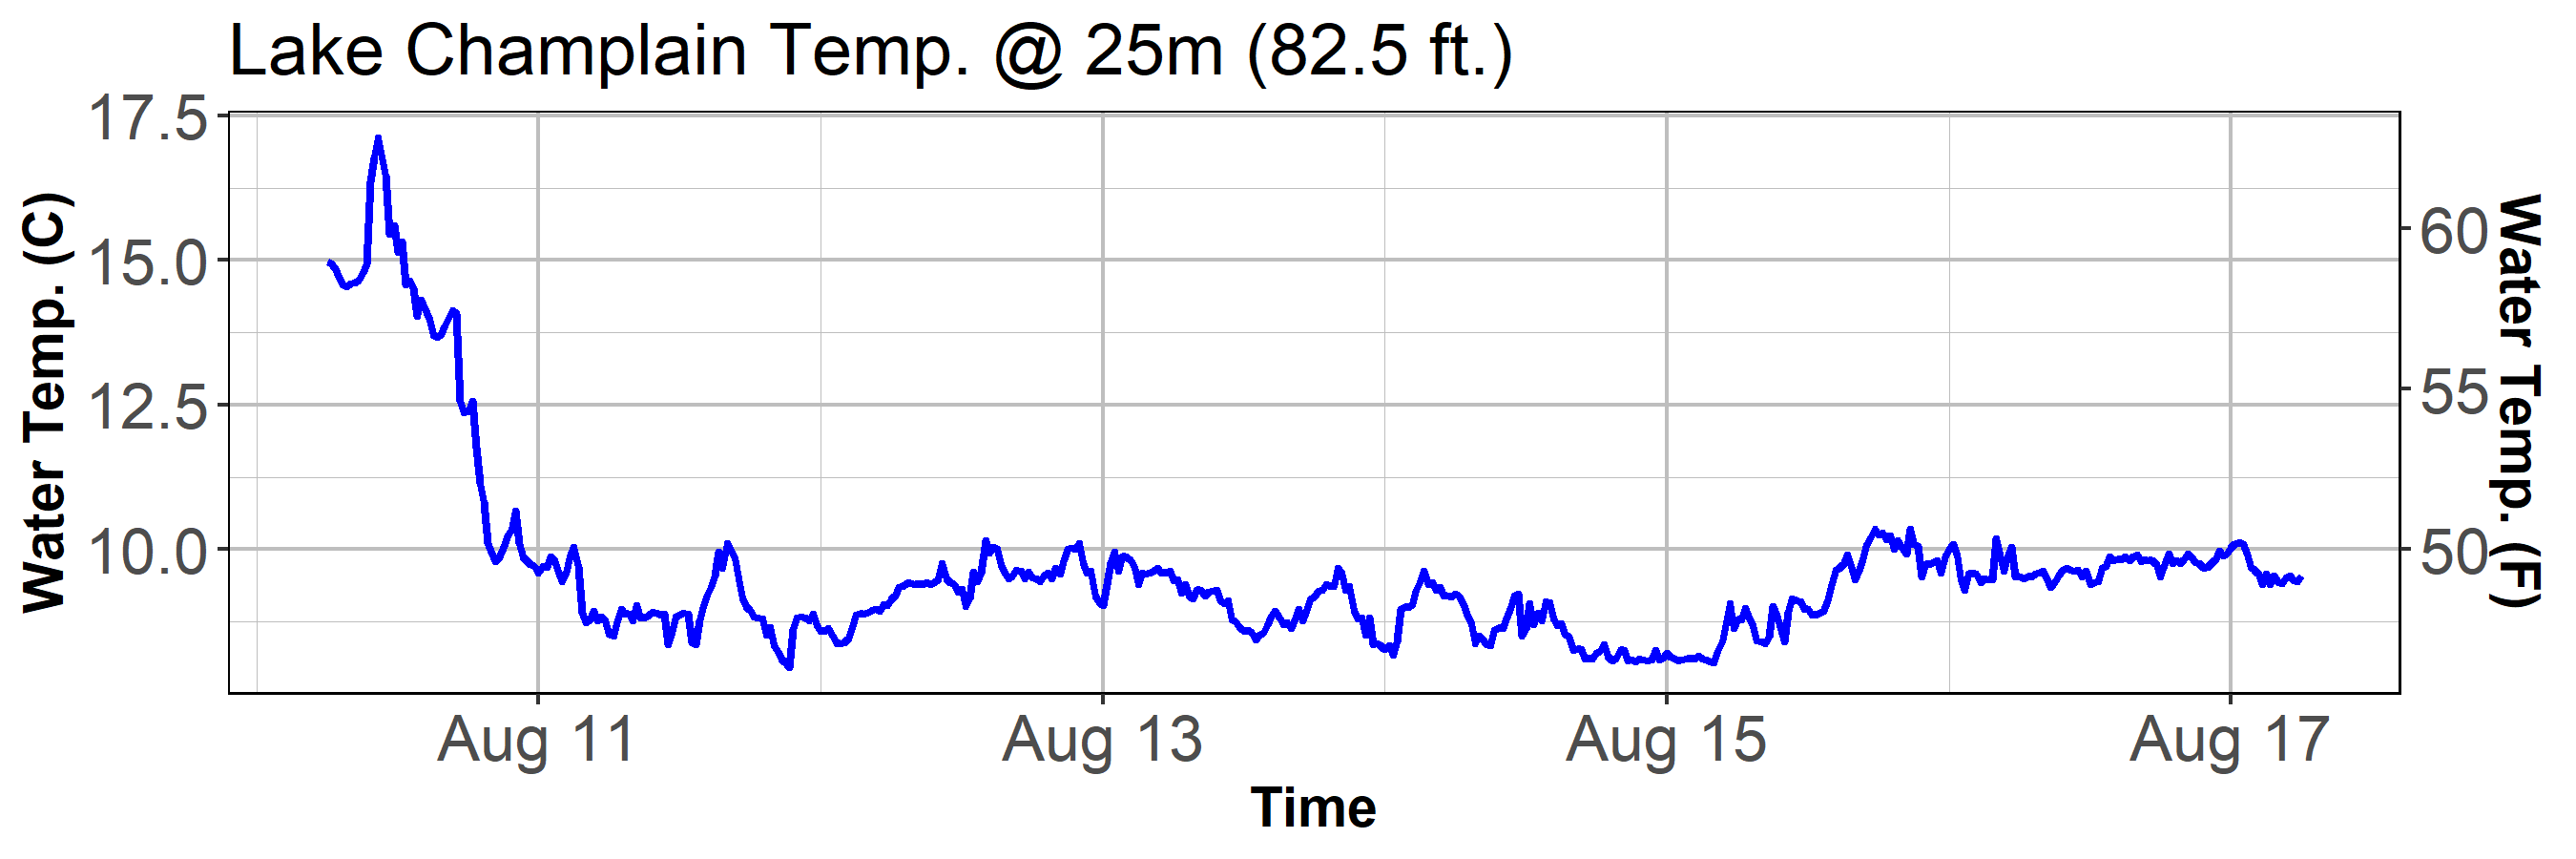 Lake Champlain Temp. @ 25m (82.5 ft.)
17.5
15.0
12.5
10.0
Water Temp. (C)
60
55
50
Water Temp. (F)
Aug 11 Aug 13 Aug 15 Aug 17
Time